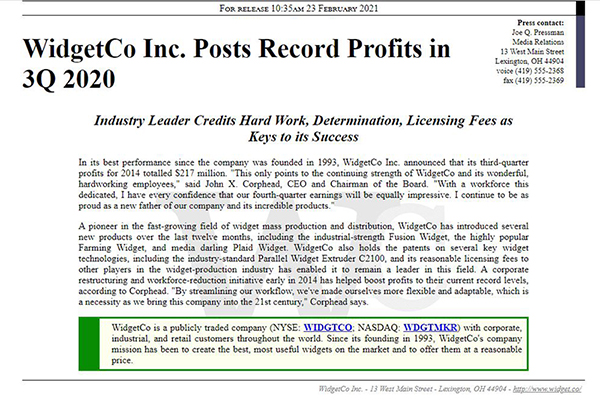 FOR RELEASE 10:35AM 23 FEBRUARY 2021
Press contact:
Joe Q. Pressman
Media Relations
13 West Main Street
Lexington, OH 44904
voice (419) 555-2368
fax (419) 555-2369
WidgetCo Inc. Posts Record Profits in
3Q 2020
Industry Leader Credits Hard Work, Determination, Licensing Fees as
Keys to its Success
In its best performance since the company was founded in 1993, WidgetCo Inc. announced that its third-quarter
profits for 2014 totalled $217 million. "This only points to the continuing strength of WidgetCo and its wonderful,
hardworking employees," said John X. Corphead, CEO and Chairman of the Board. "With a workforce this
dedicated, I have every confidence that our fourth-quarter earnings will be equally impressive. I continue to be
proud as a new father of our company and its incredible products."
A pioneer in the fast-growing field of widget mass production and distribution, WidgetCo has introduced several
new products over the last twelve months, including the industrial-strength Fusion Widget, the highly popular
Farming Widget, and media darling Plaid Widget. WidgetCo also holds the patents on several key widget
technologies, including the industry-standard Parallel Widget Extruder C2100, and its reasonable licensing fees to
other players in the widget-production industry has enabled it to remain a leader in this field. A corporate
restructuring and workforce-reduction initiative early in 2014 has helped boost profits to their current record levels,
according to Corphead. "By streamlining our workflow, we've made ourselves more flexible and adaptable, which is
a necessity as we bring this company into the 21st century," Corphead says.
WidgetCo is a publicly traded company (NYSE: WIDGTCO; NASDAQ: WDGTMKR) with corporate,
industrial, and retail customers throughout the world. Since its founding in 1993, WidgetCo's company
mission has been to create the best, most useful widgets on the market and to offer them at a reasonable
price.
WidgetCo Inc. - 13 West Main Street - Lexington, OH 44904 - http://www.widget.co/